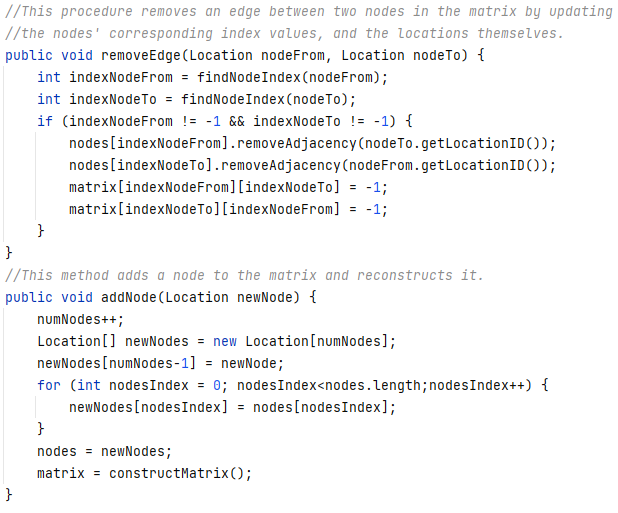 //This procedure removes an edge between two nodes in the matrix by updating
//the nodes' corresponding index values, and the locations themselves.
public void removeEdge(Location nodeFrom, Location nodeTo) {
    int indexNodeFrom = findNodeIndex(nodeFrom);
    int indexNodeTo = findNodeIndex(nodeTo);
    if (indexNodeFrom != -1 && indexNodeTo != -1) {
        nodes[indexNodeFrom].removeAdjacency(nodeTo.getLocationID());
        nodes[indexNodeTo].removeAdjacency(nodeFrom.getLocationID());
        matrix[indexNodeFrom][indexNodeTo] = -1;
        matrix[indexNodeTo][indexNodeFrom] = -1;
    }
}
//This method adds a node to the matrix and reconstructs it.
public void addNode(Location newNode) {
    numNodes++;
    Location[] newNodes = new Location[numNodes];
    newNodes[numNodes-1] = newNode;
    for (int nodesIndex = 0; nodesIndex<nodes.length;nodesIndex++) {
        newNodes[nodesIndex] = nodes[nodesIndex];
    }
    nodes = newNodes;
    matrix = constructMatrix();
}